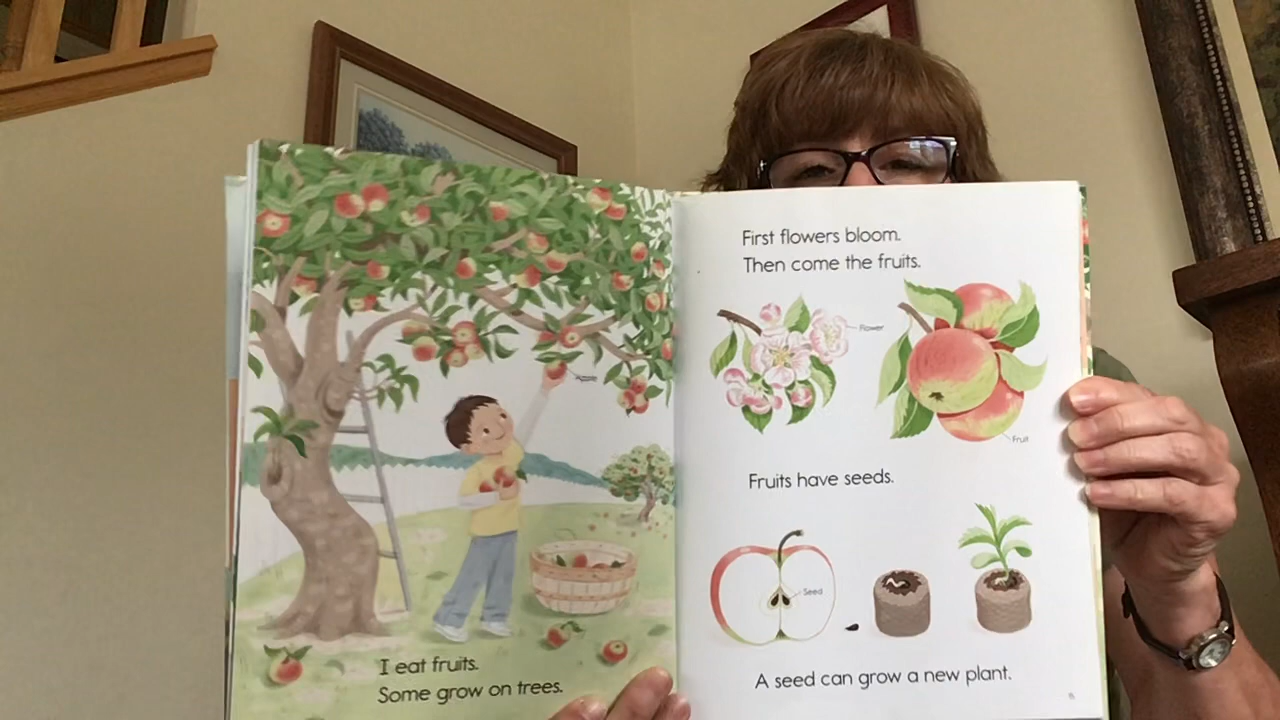 I eat fruits.
Some grow on trees.
First flowers bloom.
Then come the fruits.
Flower
Fruit
Fruits have seeds.
Seed
A seed can grow a new plant.